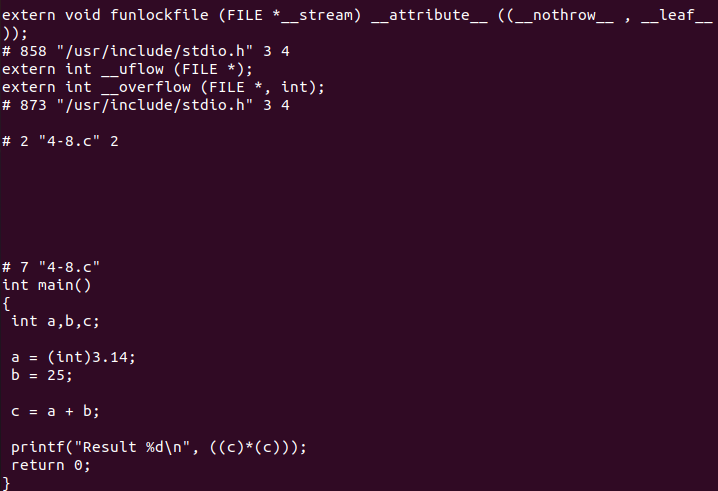 extern void funlockfile (FILE *__stream) __attribute__ ((__nothrow__ , __leaf__
));
# 858 "/usr/include/stdio.h" 3 4
extern int __uflow (FILE *);
extern int __overflow (FILE *, int);
# 873 "/usr/include/stdio.h" 3 4
# 2 "4-8.c" 2
# 7 "4-8.c"
int main()
{
 int a,b,c;
 a = (int)3.14;
 b = 25;
 c = a + b;
 printf("Result %d\n", ((c)*(c)));
 return 0;
}